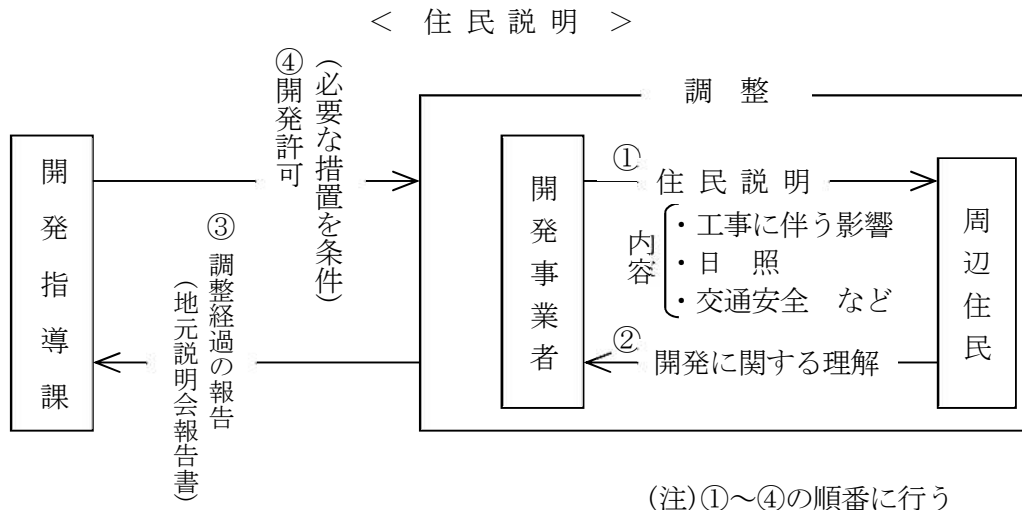 ＜ 住民説明 ＞
調整
開発指導課
④開発許可
(必要な措置を条件)
③調整経過の報告
(地元説明会報告書)
開発事業者
①
住民説明
内容
・工事に伴う影響
・日　照
・交通安全　など
②
開発に関する理解
周辺住民
(注)①～④の順番に行う